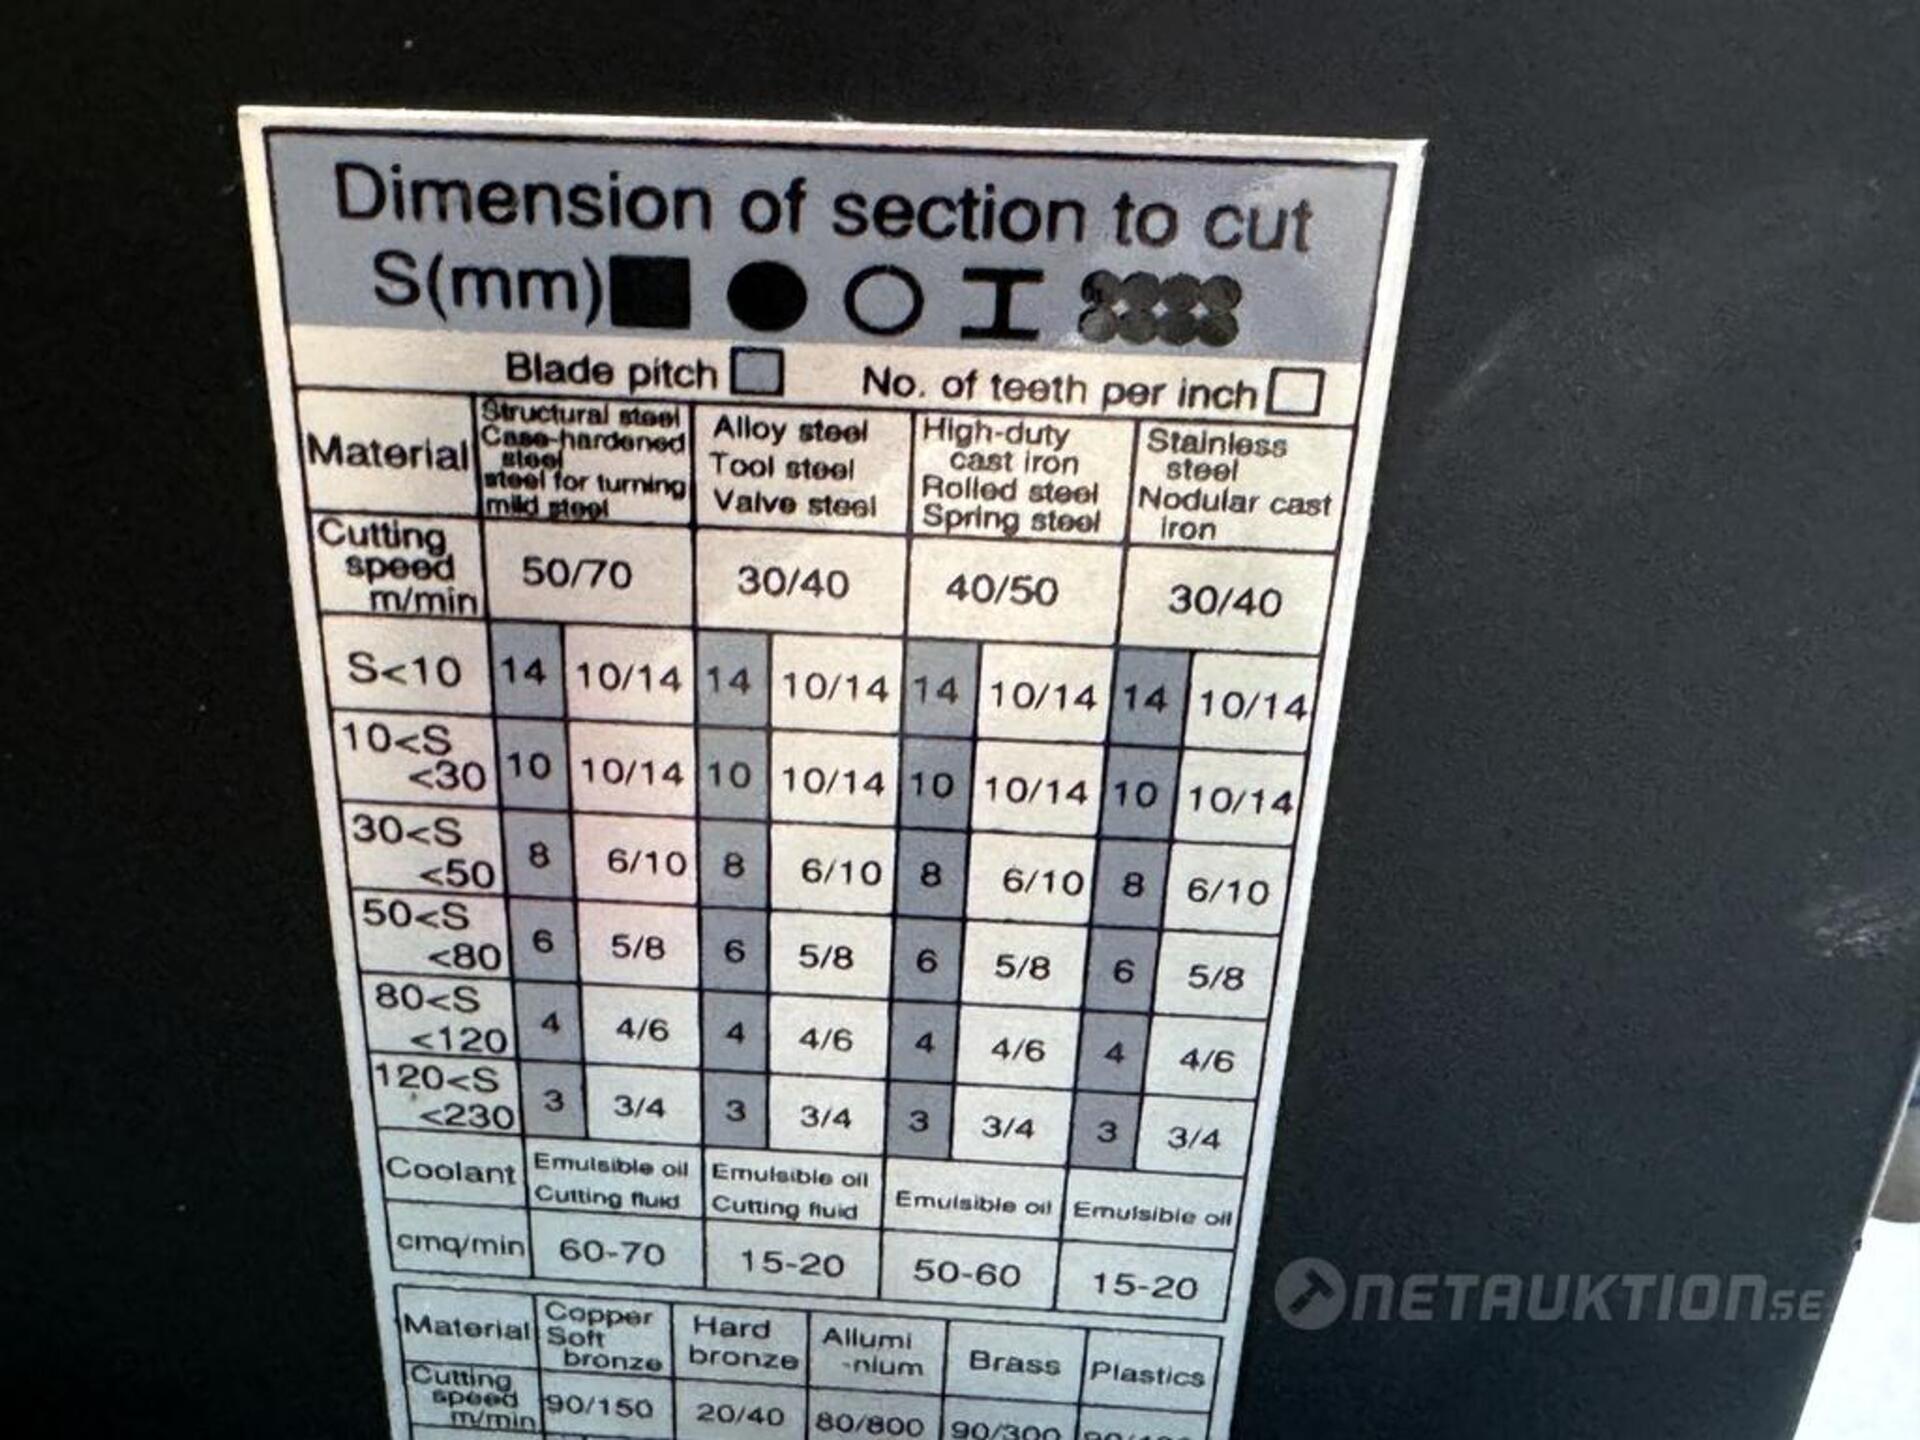 Dimension of section to cut
S(mm)
Blade pitch No. of teeth per inch
Material Structural steel Case-hardened steel steel for turning mild steel Alloy steel Tool steel Valve steel High-duty cast iron Rolled steel Spring steel Stainless steel Nodular cast iron
Cutting speed m/min 50/70 30/40 40/50 30/40
S<10 14 10/14 14 10/14 14 10/14 14 10/14
10<S <30 10 10/14 10 10/14 10 10/14 10 10/14
30<S <50 8 6/10 8 6/10 8 6/10 8 6/10
50<S <80 6 5/8 6 5/8 6 5/8 6 5/8
80<S <120 4 4/6 4 4/6 4 4/6 4 4/6
120<S <230 3 3/4 3 3/4 3 3/4 3 3/4
Coolant Emulsible oil Cutting fluid Emulsible oil Cutting fluid Emulsible oil Emulsible oil
cmq/min 60-70 15-20 50-60 15-20
Material Copper Soft bronze Hard bronze Allumi -nium Brass Plastics
Cutting speed m/min 90/150 20/40 80/800 90/300
NETAUKTION.SE